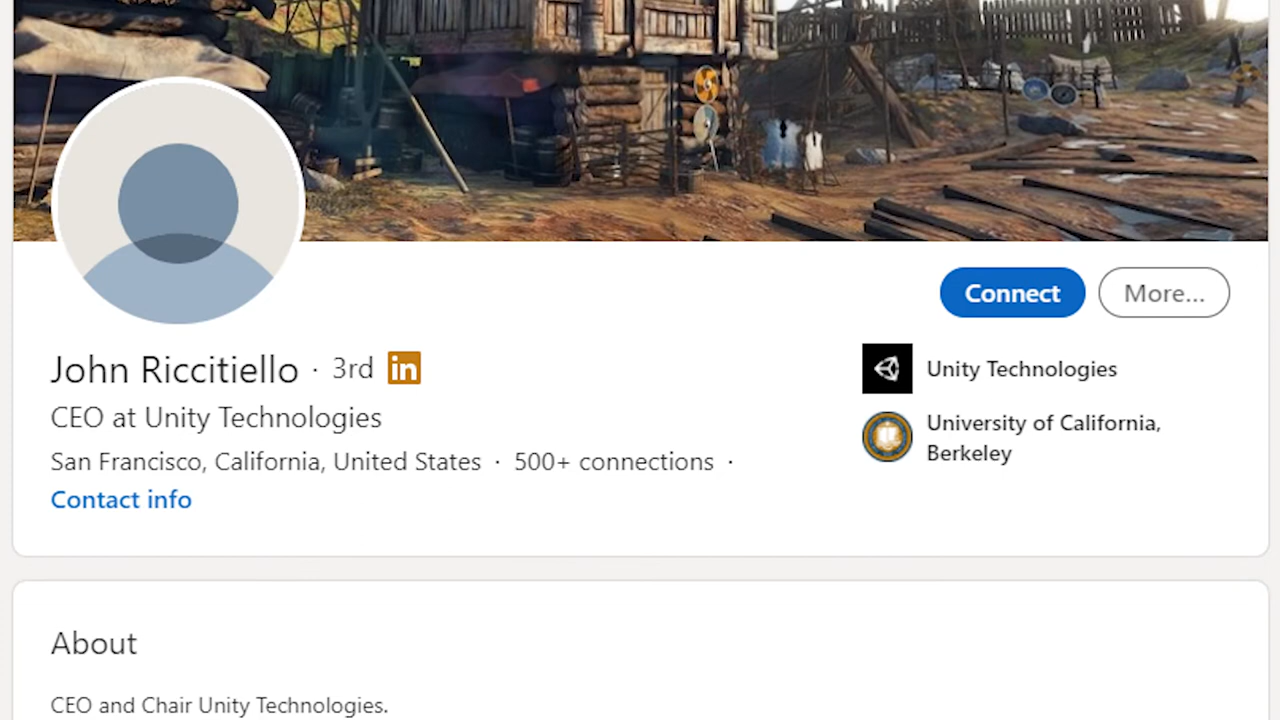 Connect
More...
John Riccitiello · 3rd in
CEO at Unity Technologies
San Francisco, California, United States · 500+ connections ·
Contact info
Unity Technologies
University of California,
Berkeley
About
CEO and Chair Unity Technologies.